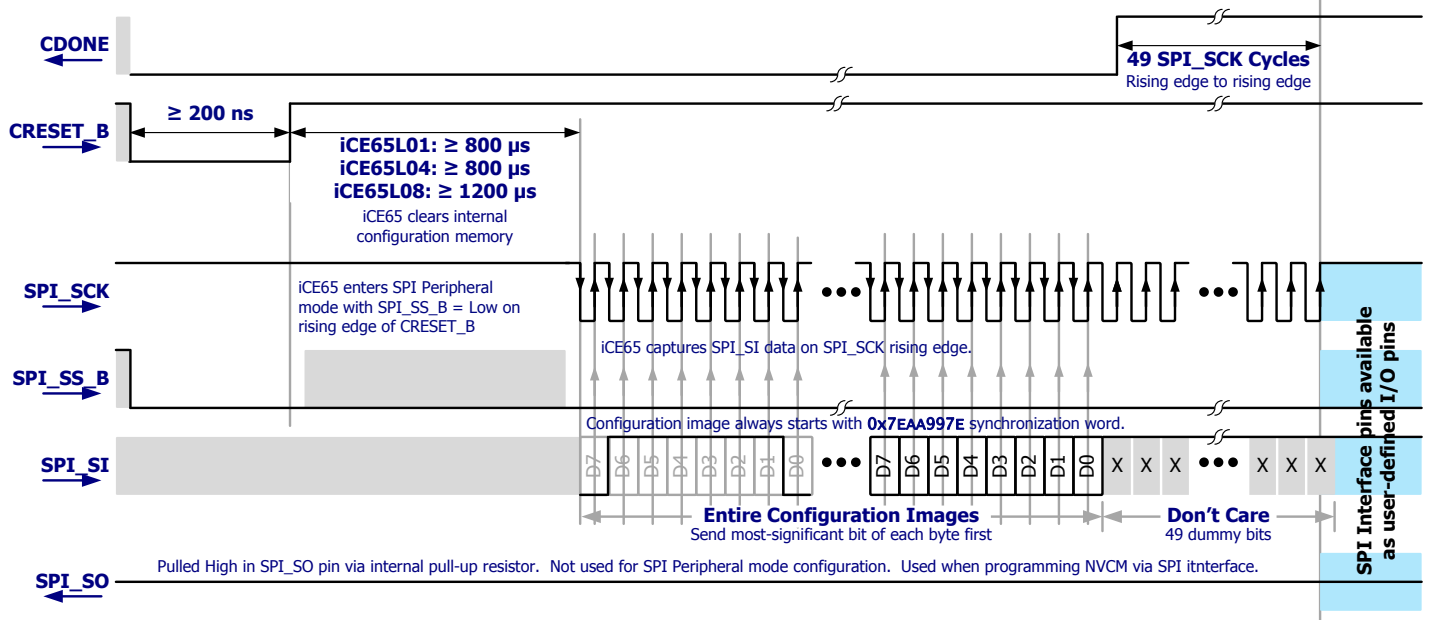 CDONE
49 SPI_SCK Cycles
Rising edge to rising edge
CRESET_B
≥ 200 ns
iCE65L01: ≥ 800 µs
iCE65L04: ≥ 800 µs
iCE65L08: ≥ 1200 µs
iCE65 clears internal
configuration memory
SPI_SCK
iCE65 enters SPI Peripheral
mode with SPI_SS_B = Low on
rising edge of CRESET_B
iCE65 captures SPI_SI data on SPI_SCK rising edge.
SPI_SS_B
Configuration image always starts with 0x7EAA997E synchronization word.
SPI_SI
D7 D6 D5 D4 D3 D2 D1 D0 ●●● D7 D6 D5 D4 D3 D2 D1 D0 X X X ●●● X X X
Entire Configuration Images
Send most-significant bit of each byte first
Don't Care
49 dummy bits
SPI Interface pins available
as user-defined I/O pins
Pulled High in SPI_SO pin via internal pull-up resistor. Not used for SPI Peripheral mode configuration. Used when programming NVCM via SPI itnterface.
SPI_SO